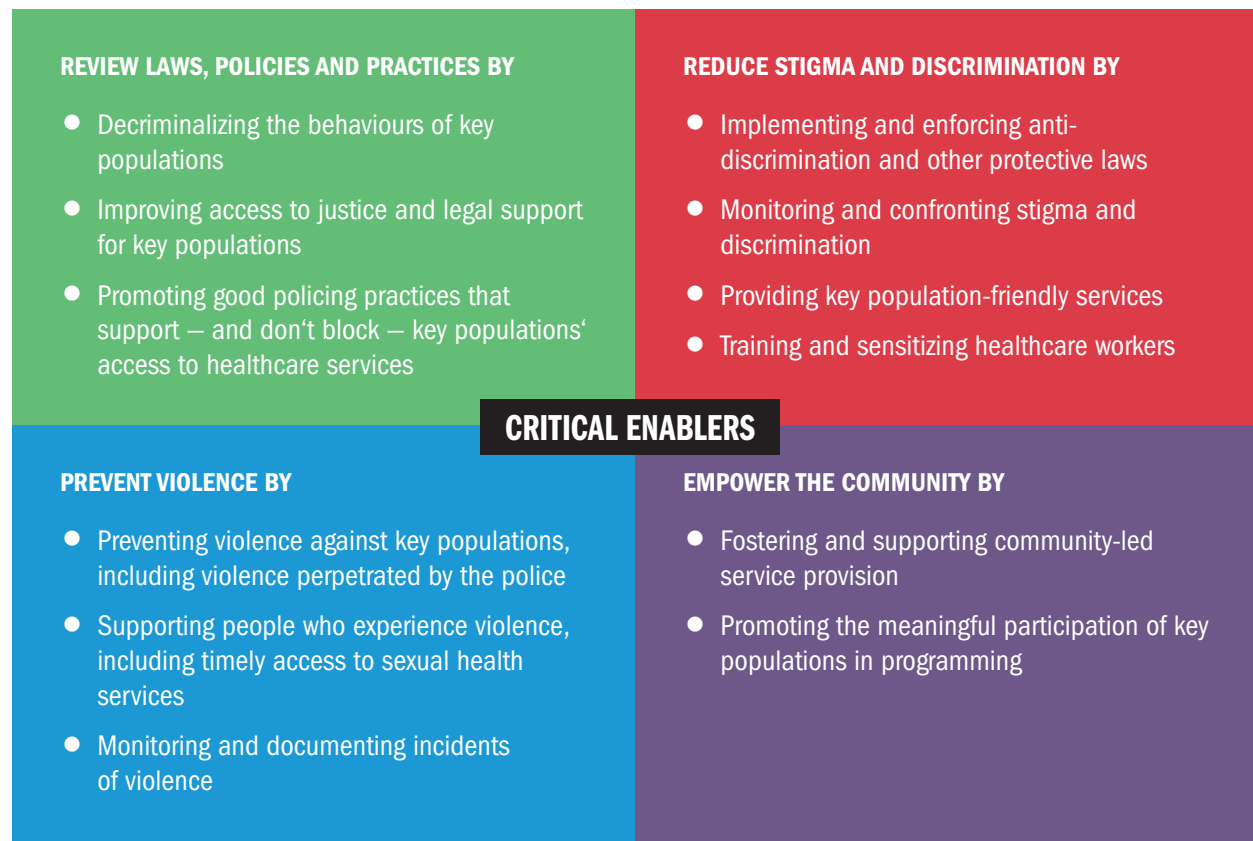 REVIEW LAWS, POLICIES AND PRACTICES BY
● Decriminalizing the behaviours of key
populations
● Improving access to justice and legal support
for key populations
● Promoting good policing practices that
support — and don‘t block — key populations‘
access to healthcare services
REDUCE STIGMA AND DISCRIMINATION BY
● Implementing and enforcing anti-
discrimination and other protective laws
● Monitoring and confronting stigma and
discrimination
● Providing key population-friendly services
● Training and sensitizing healthcare workers
CRITICAL ENABLERS
PREVENT VIOLENCE BY
● Preventing violence against key populations,
including violence perpetrated by the police
● Supporting people who experience violence,
including timely access to sexual health
services
● Monitoring and documenting incidents
of violence
EMPOWER THE COMMUNITY BY
● Fostering and supporting community-led
service provision
● Promoting the meaningful participation of key
populations in programming